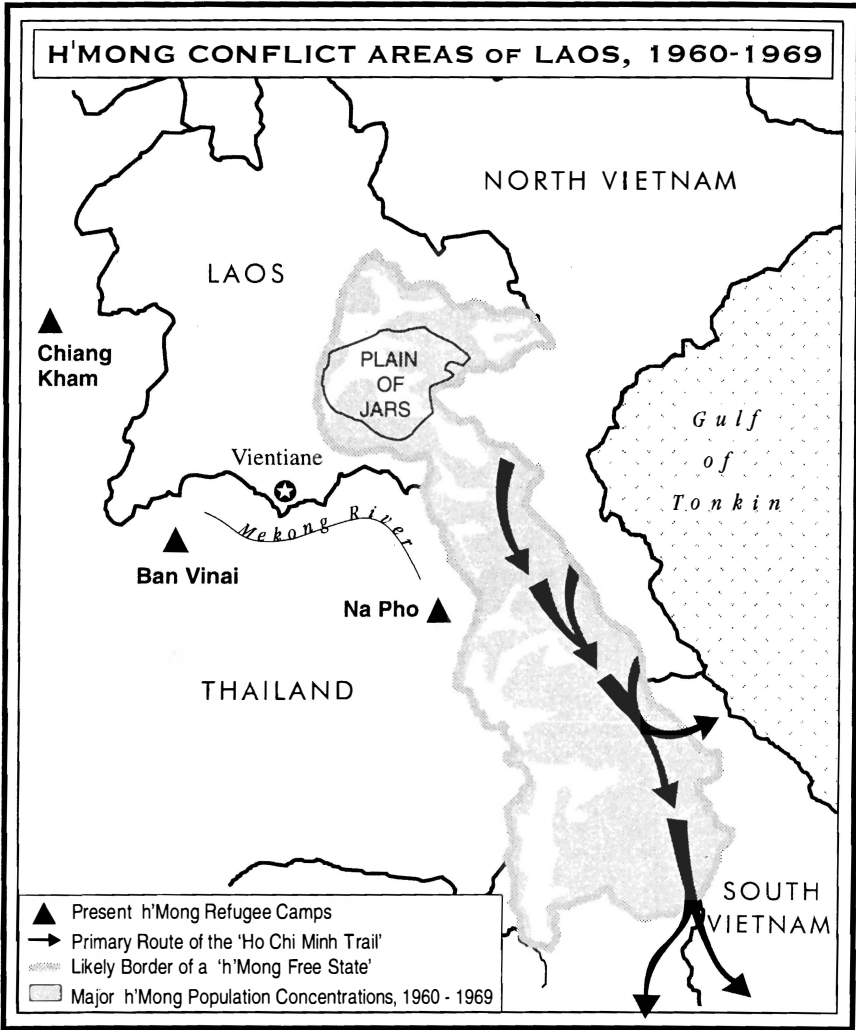 H'MONG CONFLICT AREAS OF LAOS, 1960-1969
NORTH VIETNAM
LAOS
Chiang
Kham
PLAIN
OF
JARS
Gulf
of
Tonkin
Vientiane
Mekong River
Ban Vinai
Na Pho
THAILAND
SOUTH
VIETNAM
Present h'Mong Refugee Camps
Primary Route of the 'Ho Chi Minh Trail'
Likely Border of a 'h'Mong Free State'
Major h'Mong Population Concentrations, 1960 - 1969